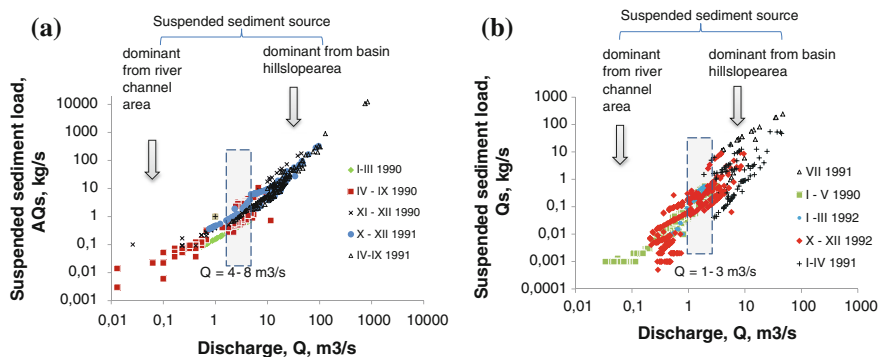 (a)
Suspended sediment source
dominant
from river
channel
area
dominant from basin
hillslopearea
Suspended sediment load,
AQs, kg/s
10000
1000
100
10
1
0,1
0,01
0,001
I-III 1990
IV - IX 1990
XI - XII 1990
X - XII 1991
IV-IX 1991
Q = 4- 8 m3/s
0,01
0,1
1
10
100
1000
10000
Discharge, Q, m3/s
(b)
Suspended sediment source
dominant
from river
channel
area
dominant from basin
hillslopearea
Suspended sediment load,
Qs, kg/s
1000
100
10
1
0,1
0,01
0,001
0,0001
VII 1991
I - V 1990
I - III 1992
X - XII 1992
I-IV 1991
Q = 1- 3 m3/s
0,01
0,1
1
10
100
1000
Discharge, Q, m3/s